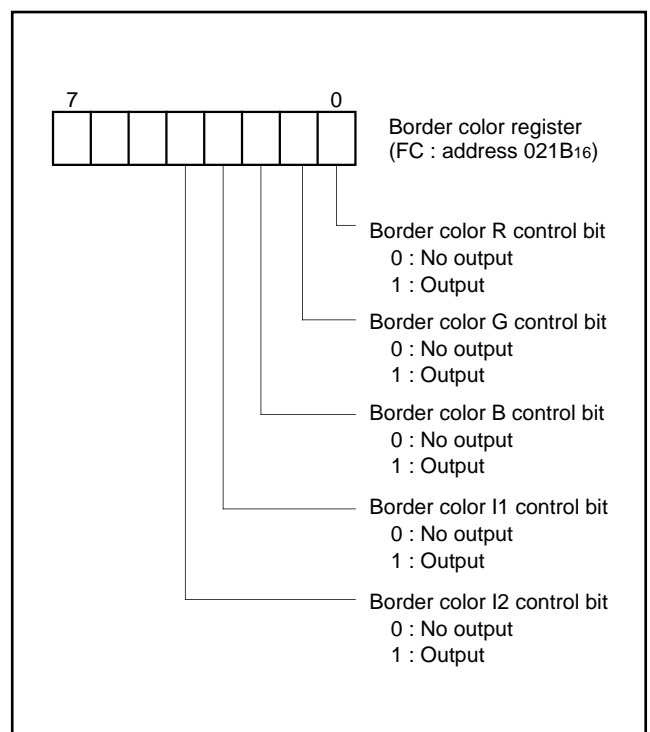 7 0
Border color register
(FC : address 021B16)
Border color R control bit
0 : No output
1 : Output
Border color G control bit
0 : No output
1 : Output
Border color B control bit
0 : No output
1 : Output
Border color I1 control bit
0 : No output
1 : Output
Border color I2 control bit
0 : No output
1 : Output